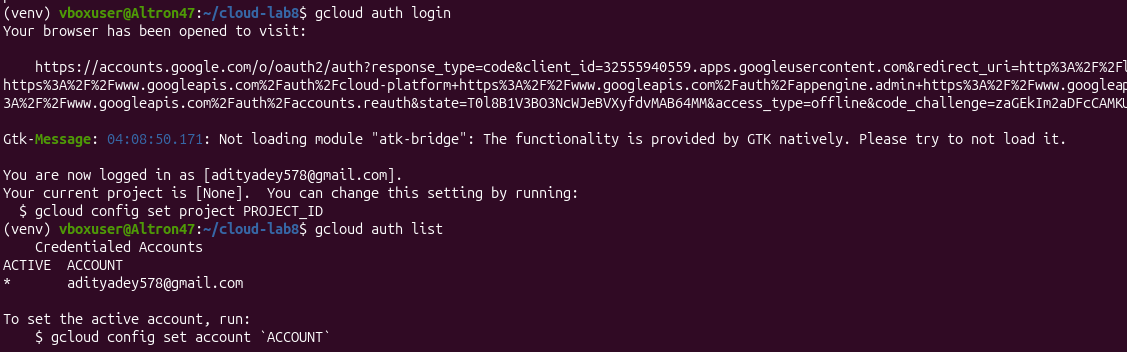 (venv) vboxuser@Altron47:~/cloud-lab8$ gcloud auth login
Your browser has been opened to visit:
https://accounts.google.com/o/oauth2/auth?response_type=code&client_id=32555940559.apps.googleusercontent.com&redirect_uri=http%3A%2F%2Fl
https%3A%2F%2Fwww.googleapis.com%2Fauth%2Fcloud-platform+https%3A%2F%2Fwww.googleapis.com%2Fauth%2Fappengine.admin+https%3A%2F%2Fwww.googleap
3A%2F%2Fwww.googleapis.com%2Fauth%2Faccounts.reauth&state=T0l8B1V3BO3NcWJeBVXyfdvMAB64MM&access_type=offline&code_challenge=zaGEkIm2aDFcCAMKU
Gtk-Message: 04:08:50.171: Not loading module "atk-bridge": The functionality is provided by GTK natively. Please try to not load it.
You are now logged in as [adityadey578@gmail.com].
Your current project is [None].  You can change this setting by running:
$ gcloud config set project PROJECT_ID
(venv) vboxuser@Altron47:~/cloud-lab8$ gcloud auth list
Credentialed Accounts
ACTIVE  ACCOUNT
*       adityadey578@gmail.com
To set the active account, run:
$ gcloud config set account `ACCOUNT`